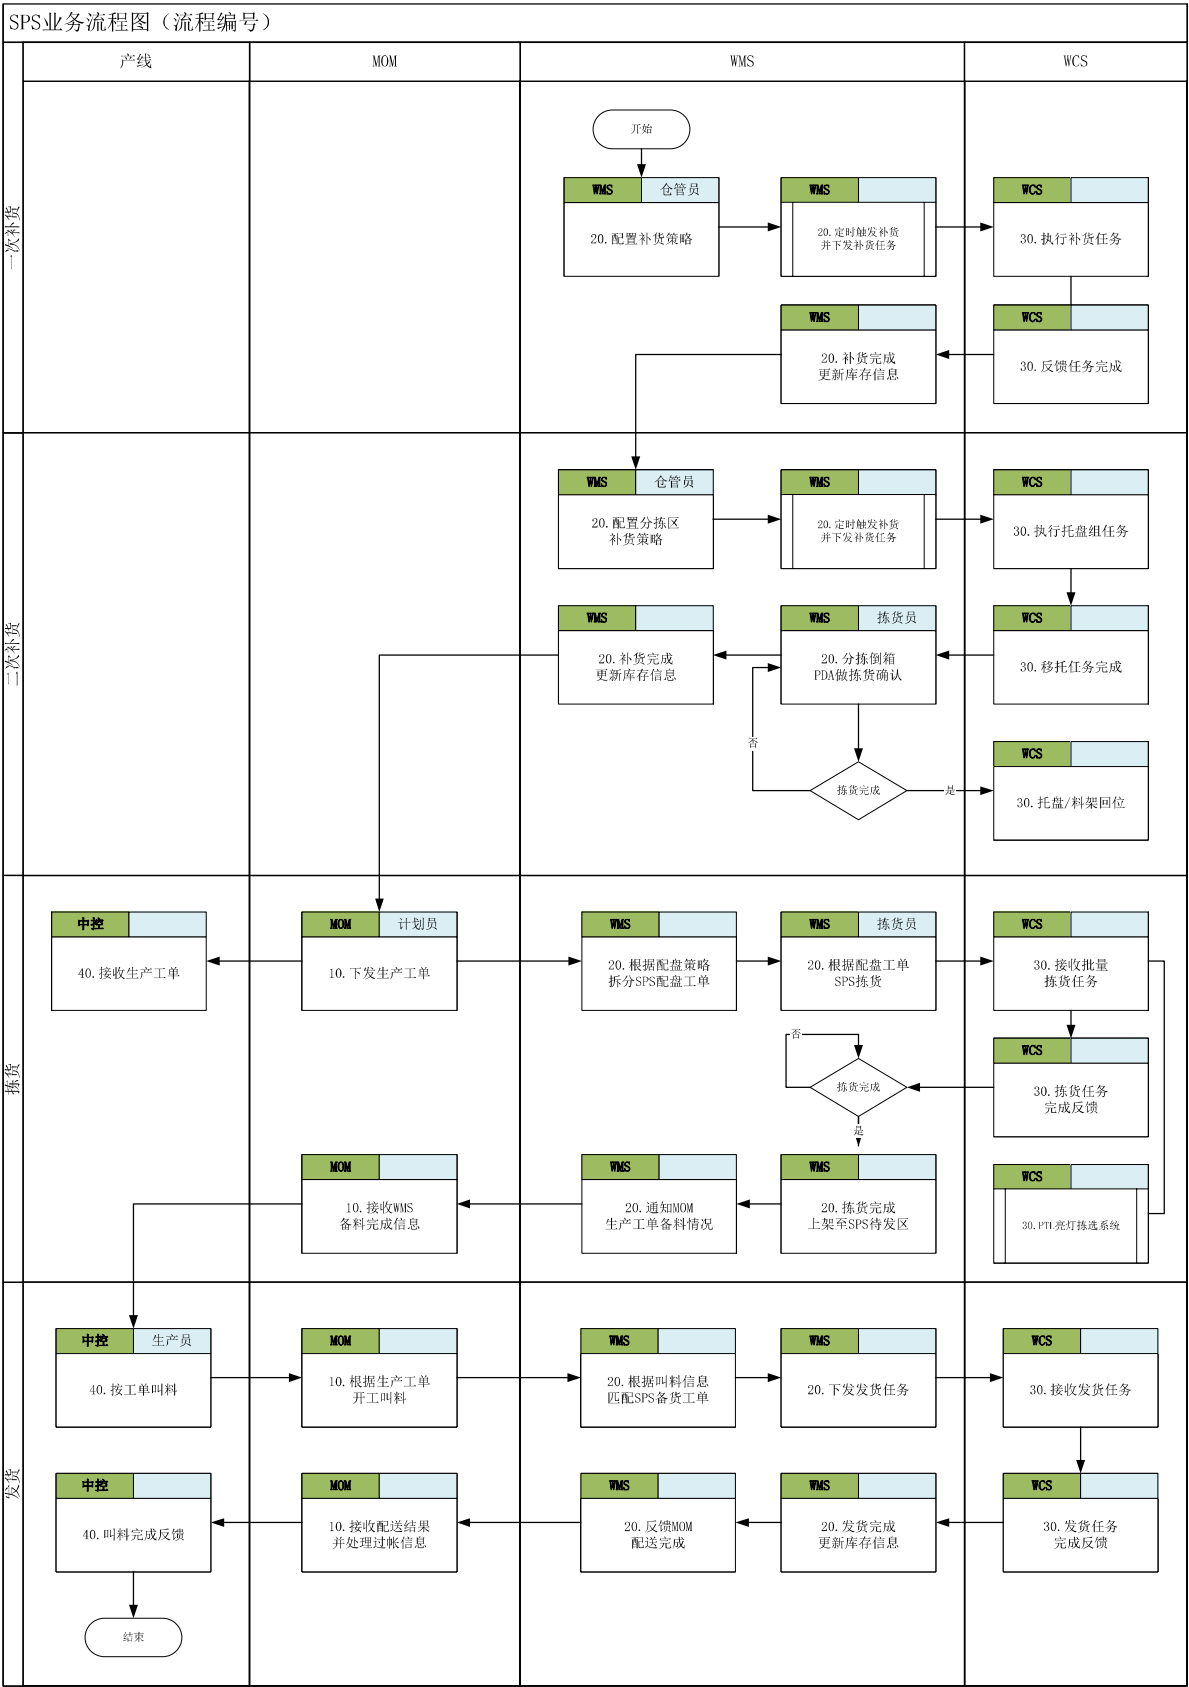 SPS业务流程图（流程编号）
产线
MOM
WMS
WCS
一次补货
开始
WMS
仓管员
20.配置补货策略
WMS
20.定时触发补货
并下发补货任务
WCS
30.执行补货任务
WMS
20.补货完成
更新库存信息
WCS
30.反馈任务完成
二次补货
WMS
仓管员
20.配置分拣区
补货策略
WMS
20.定时触发补货
并下发补货任务
WCS
30.执行托盘组任务
WMS
20.补货完成
更新库存信息
WMS
拣货员
20.分拣倒箱
PDA做拣货确认
WCS
30.移托任务完成
否
拣货完成
是
WCS
30.托盘/料架回位
拣货
中控
40.接收生产工单
MOM
计划员
10.下发生产工单
WMS
20.根据配盘策略
拆分SPS配盘工单
WMS
拣货员
20.根据配盘工单
SPS拣货
WCS
30.接收批量
拣货任务
否
拣货完成
是
WCS
30.拣货任务
完成反馈
MOM
10.接收WMS
备料完成信息
WMS
20.通知MOM
生产工单备料情况
WMS
20.拣货完成
上架至SPS待发区
WCS
30.PTL亮灯拣选系统
发货
中控
生产员
40.按工单叫料
MOM
10.根据生产工单
开工叫料
WMS
20.根据叫料信息
匹配SPS备货工单
WMS
20.下发发货任务
WCS
30.接收发货任务
中控
40.叫料完成反馈
MOM
10.接收配送结果
并处理过帐信息
WMS
20.反馈MOM
配送完成
WMS
20.发货完成
更新库存信息
WCS
30.发货任务
完成反馈
结束